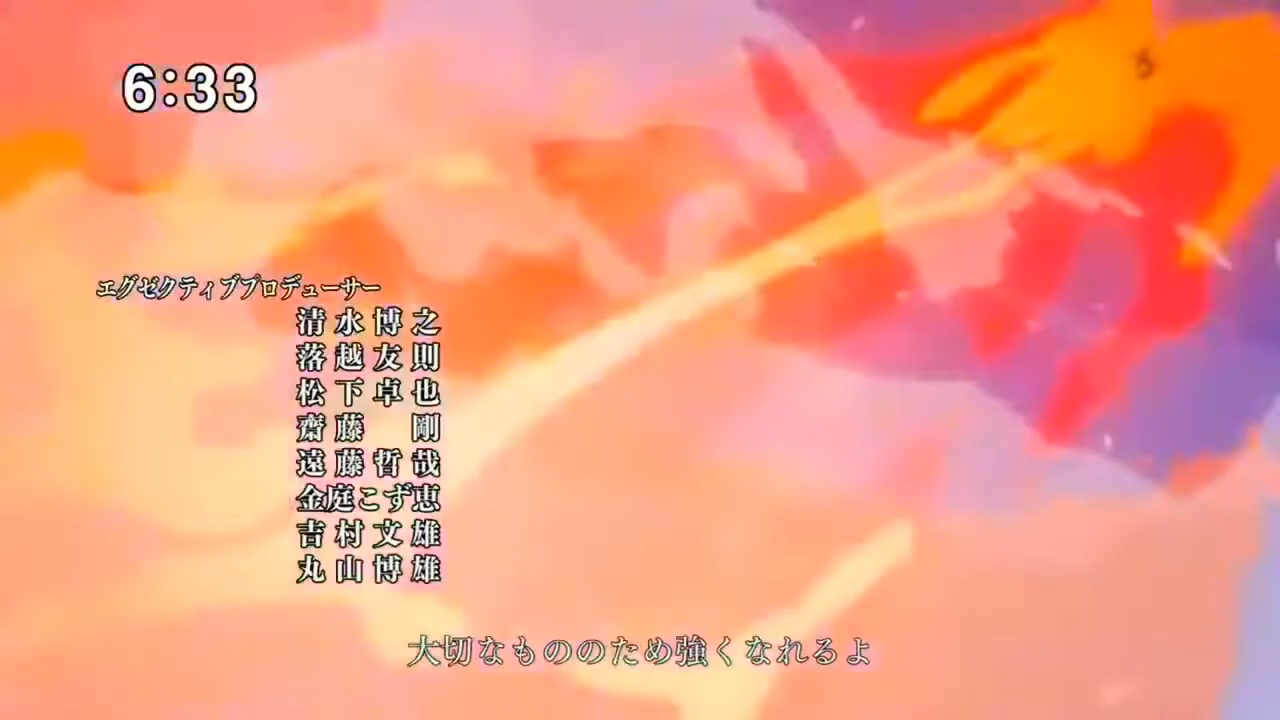 6:33
エグゼクティブプロデューサー
清水博之
落越友則
松下卓也
齋藤 剛
遠藤哲哉
金庭こず恵
吉村文雄
丸山博雄
大切なもののため強くなれるよ